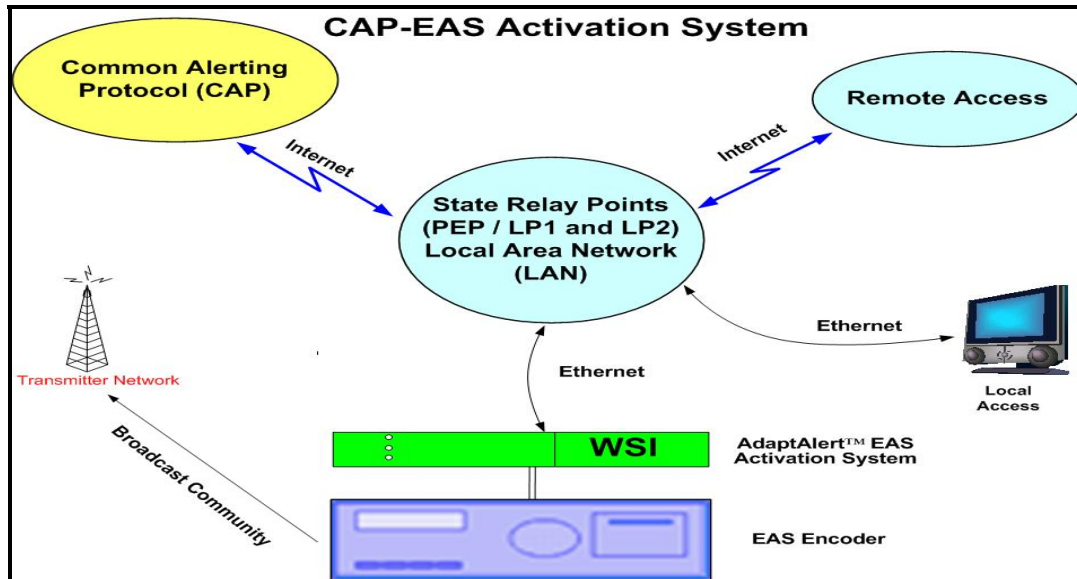 CAP-EAS Activation System
Common Alerting
Protocol (CAP)
Remote Access
Internet
Internet
State Relay Points
(PEP / LP1 and LP2)
Local Area Network
(LAN)
Ethernet
Local
Access
Transmitter Network
Ethernet
Broadcast Community
WSI
AdaptAlert™ EAS
Activation System
EAS Encoder